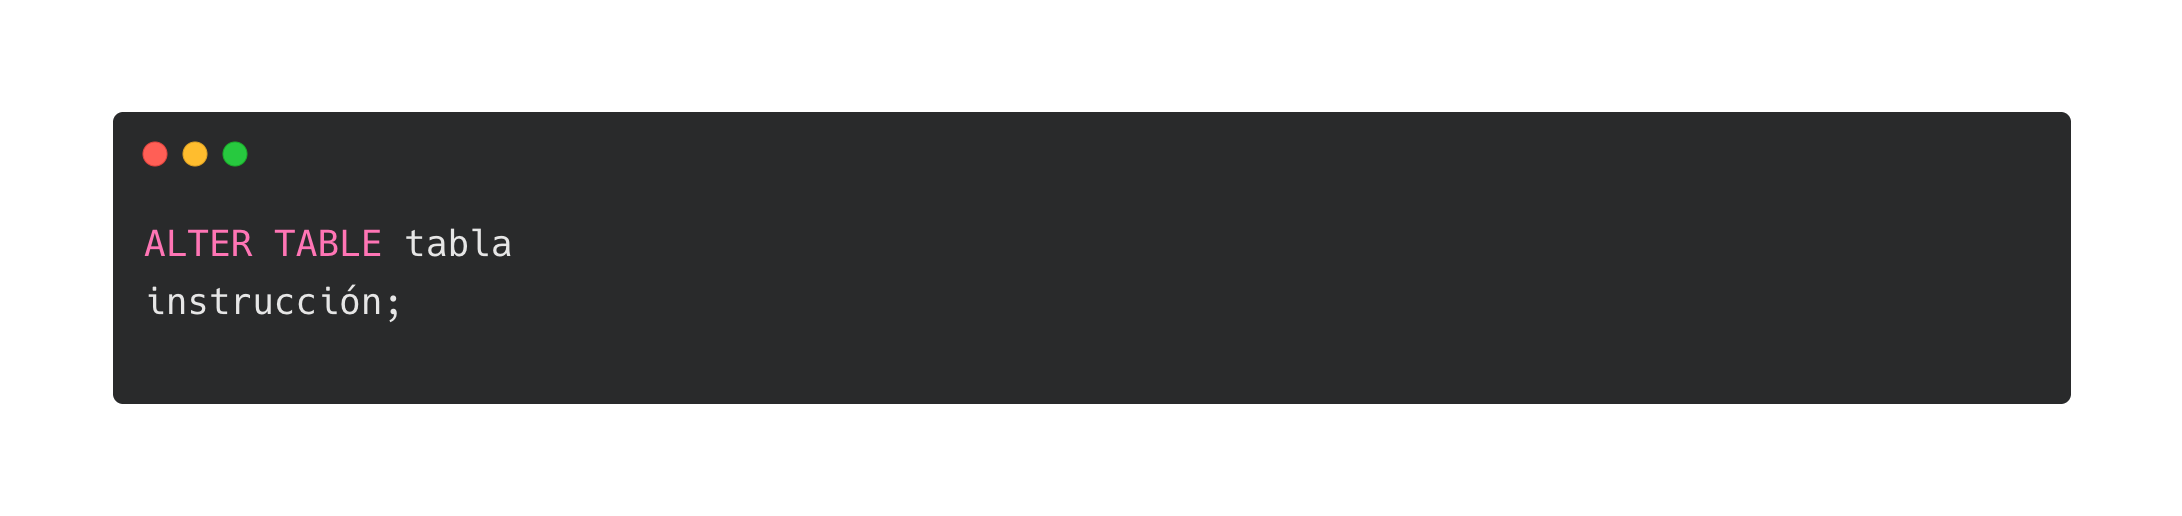 ALTER TABLE tabla
instrucción;